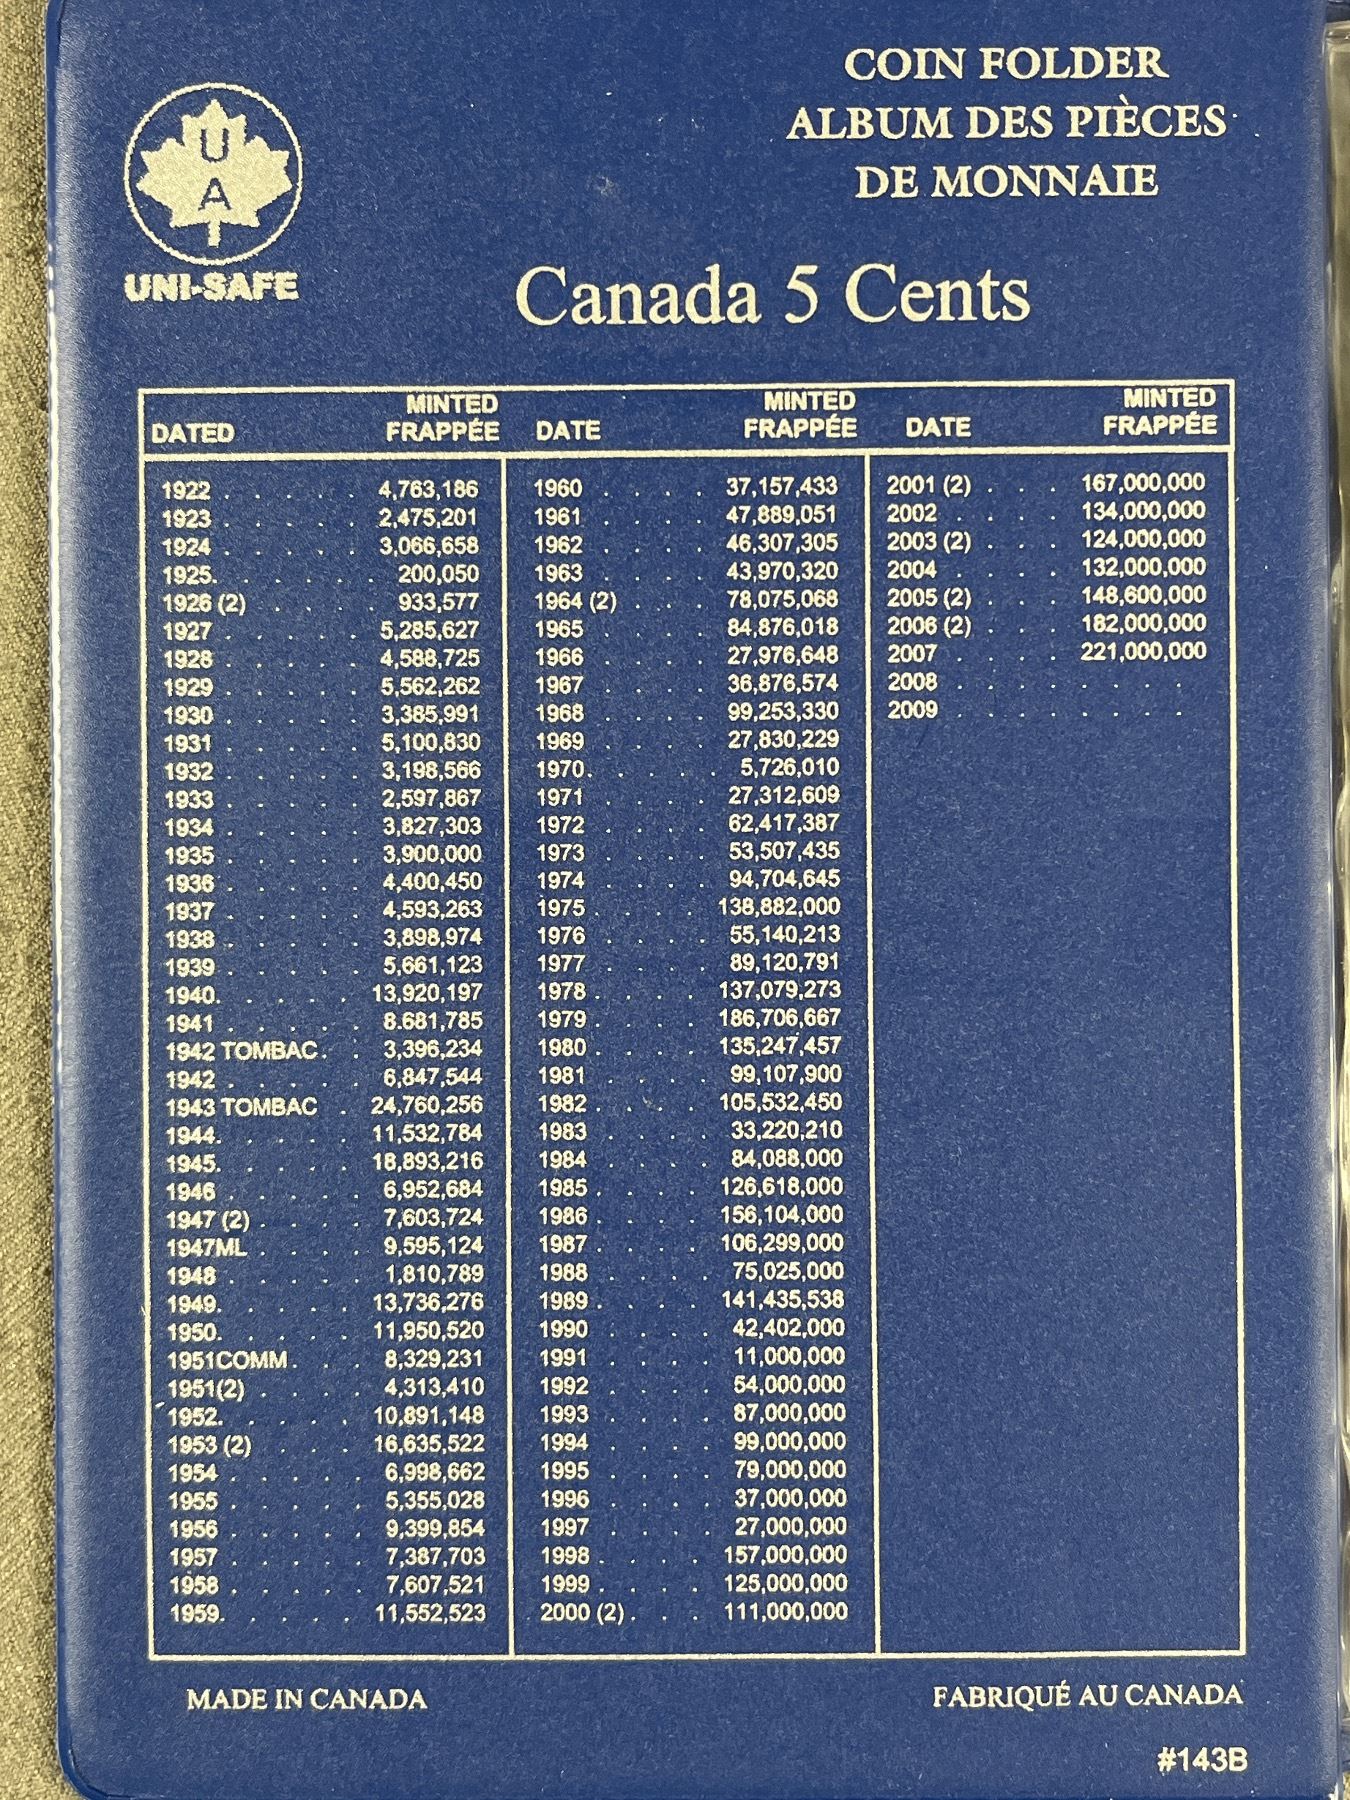 U
A
UNI-SAFE
COIN FOLDER
ALBUM DES PIÈCES
DE MONNAIE
Canada 5 Cents
DATED MINTED FRAPPÉE
1922 . . . . . 4,763,186
1923 . . . . . 2,475,201
1924 . . . . . 3,066,658
1925. . . . . . 200,050
1926 (2) . . . . 933,577
1927 . . . . . 5,285,627
1928 . . . . . 4,588,725
1929 . . . . . 5,562,262
1930 . . . . . 3,385,991
1931 . . . . . 5,100,830
1932 . . . . . 3,198,566
1933 . . . . . 2,597,867
1934 . . . . . 3,827,303
1935 . . . . . 3,900,000
1936 . . . . . 4,400,450
1937 . . . . . 4,593,263
1938 . . . . . 3,898,974
1939 . . . . . 5,661,123
1940. . . . . 13,920,197
1941 . . . . . 8.681,785
1942 TOMBAC . . 3,396,234
1942 . . . . . 6,847,544
1943 TOMBAC . 24,760,256
1944. . . . . 11,532,784
1945. . . . . 18,893,216
1946 . . . . . 6,952,684
1947 (2) . . . . 7,603,724
1947ML . . . . 9,595,124
1948 . . . . . 1,810,789
1949. . . . . 13,736,276
1950. . . . . 11,950,520
1951COMM . . . 8,329,231
1951(2) . . . . 4,313,410
1952. . . . . 10,891,148
1953 (2) . . . 16,635,522
1954 . . . . . 6,998,662
1955 . . . . . 5,355,028
1956 . . . . . 9,399,854
1957 . . . . . 7,387,703
1958 . . . . . 7,607,521
1959. . . . . 11,552,523
DATE MINTED FRAPPÉE
1960 . . . . 37,157,433
1961 . . . . 47,889,051
1962 . . . . 46,307,305
1963 . . . . 43,970,320
1964 (2) . . . 78,075,068
1965 . . . . 84,876,018
1966 . . . . 27,976,648
1967 . . . . 36,876,574
1968 . . . . 99,253,330
1969 . . . . 27,830,229
1970. . . . . 5,726,010
1971 . . . . 27,312,609
1972 . . . . 62,417,387
1973 . . . . 53,507,435
1974 . . . . 94,704,645
1975 . . . . 138,882,000
1976 . . . . 55,140,213
1977 . . . . 89,120,791
1978 . . . . 137,079,273
1979 . . . . 186,706,667
1980 . . . . 135,247,457
1981 . . . . 99,107,900
1982 . . . . 105,532,450
1983 . . . . 33,220,210
1984 . . . . 84,088,000
1985 . . . . 126,618,000
1986 . . . . 156,104,000
1987 . . . . 106,299,000
1988 . . . . 75,025,000
1989 . . . . 141,435,538
1990 . . . . 42,402,000
1991 . . . . 11,000,000
1992 . . . . 54,000,000
1993 . . . . 87,000,000
1994 . . . . 99,000,000
1995 . . . . 79,000,000
1996 . . . . 37,000,000
1997 . . . . 27,000,000
1998 . . . . 157,000,000
1999 . . . . 125,000,000
2000 (2) . . . 111,000,000
DATE MINTED FRAPPÉE
2001 (2) . . . 167,000,000
2002 . . . . 134,000,000
2003 (2) . . . 124,000,000
2004 . . . . 132,000,000
2005 (2) . . . 148,600,000
2006 (2) . . . 182,000,000
2007 . . . . 221,000,000
2008 . . . . . . . .
2009 . . . . . . . .
MADE IN CANADA
FABRIQUÉ AU CANADA
#143B